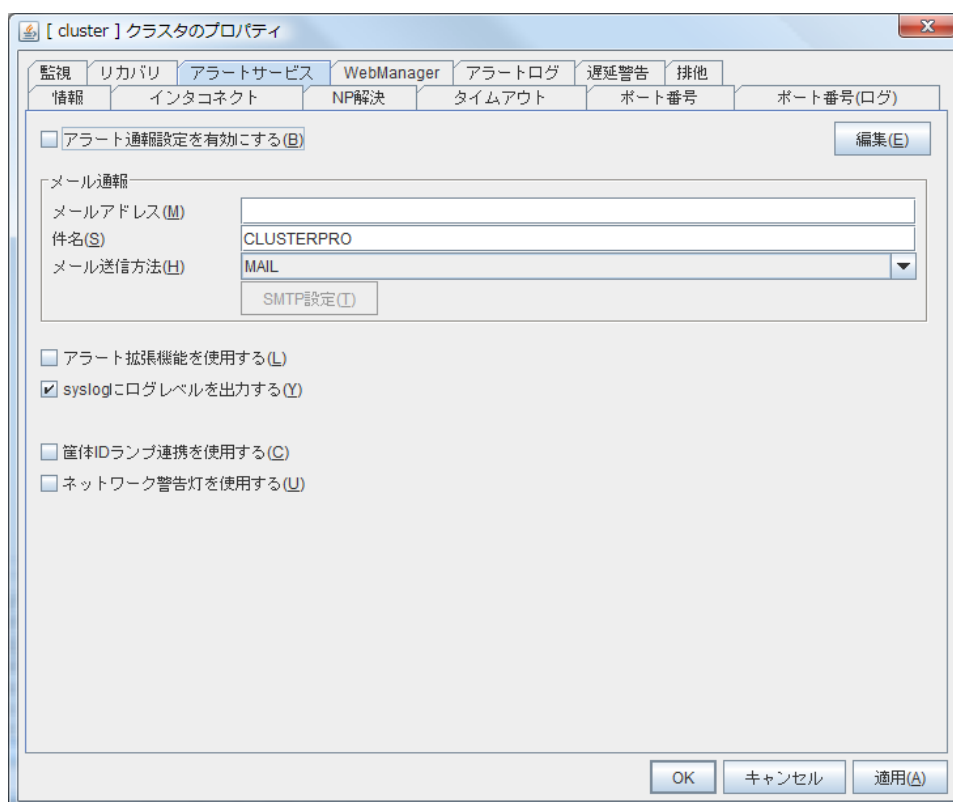 [ cluster ] クラスタのプロパティ
監視 リカバリ アラートサービス WebManager アラートログ 遅延警告 排他
情報 インタコネクト NP解決 タイムアウト ポート番号 ポート番号(ログ)
アラート通報設定を有効にする(B) 編集(E)
メール通報
メールアドレス(M)
件名(S) CLUSTERPRO
メール送信方法(H) MAIL
SMTP設定(T)
アラート拡張機能を使用する(L)
syslogにログレベルを出力する(Y)
筐体IDランプ連携を使用する(C)
ネットワーク警告灯を使用する(U)
OK キャンセル 適用(A)